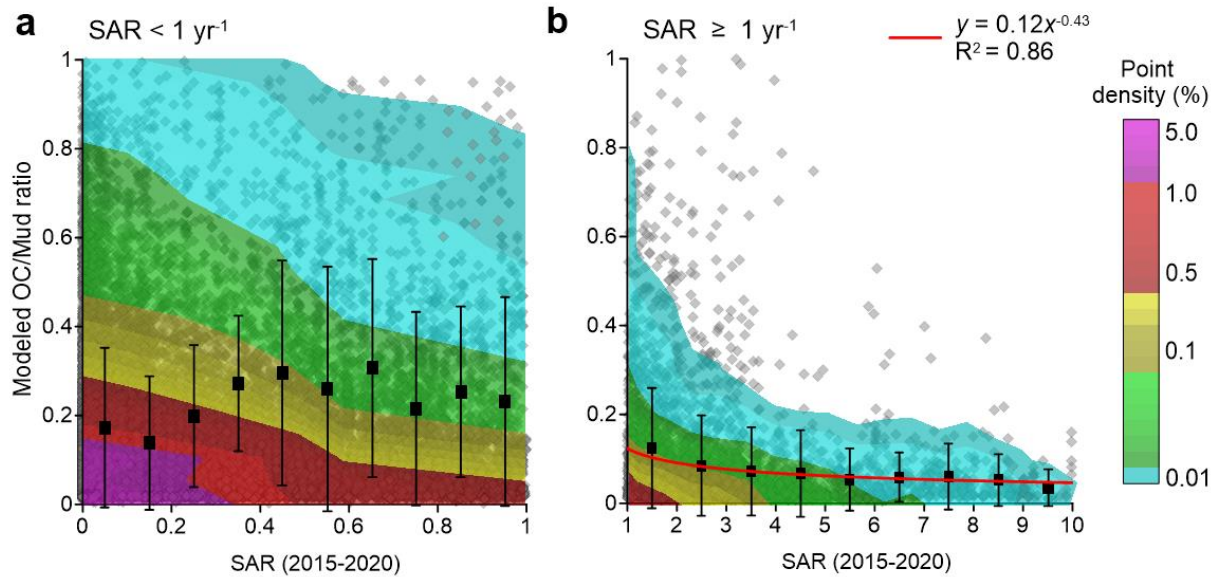 a
SAR < 1 yr⁻¹
b
SAR ≥ 1 yr⁻¹
y = 0.12x⁻⁰·⁴³
R² = 0.86
Point
density (%)
5.0
1.0
0.5
0.1
0.01
Modeled OC/Mud ratio
1
0.8
0.6
0.4
0.2
0
0 0.2 0.4 0.6 0.8 1
SAR (2015-2020)
1
0.8
0.6
0.4
0.2
0
1 2 3 4 5 6 7 8 9 10
SAR (2015-2020)